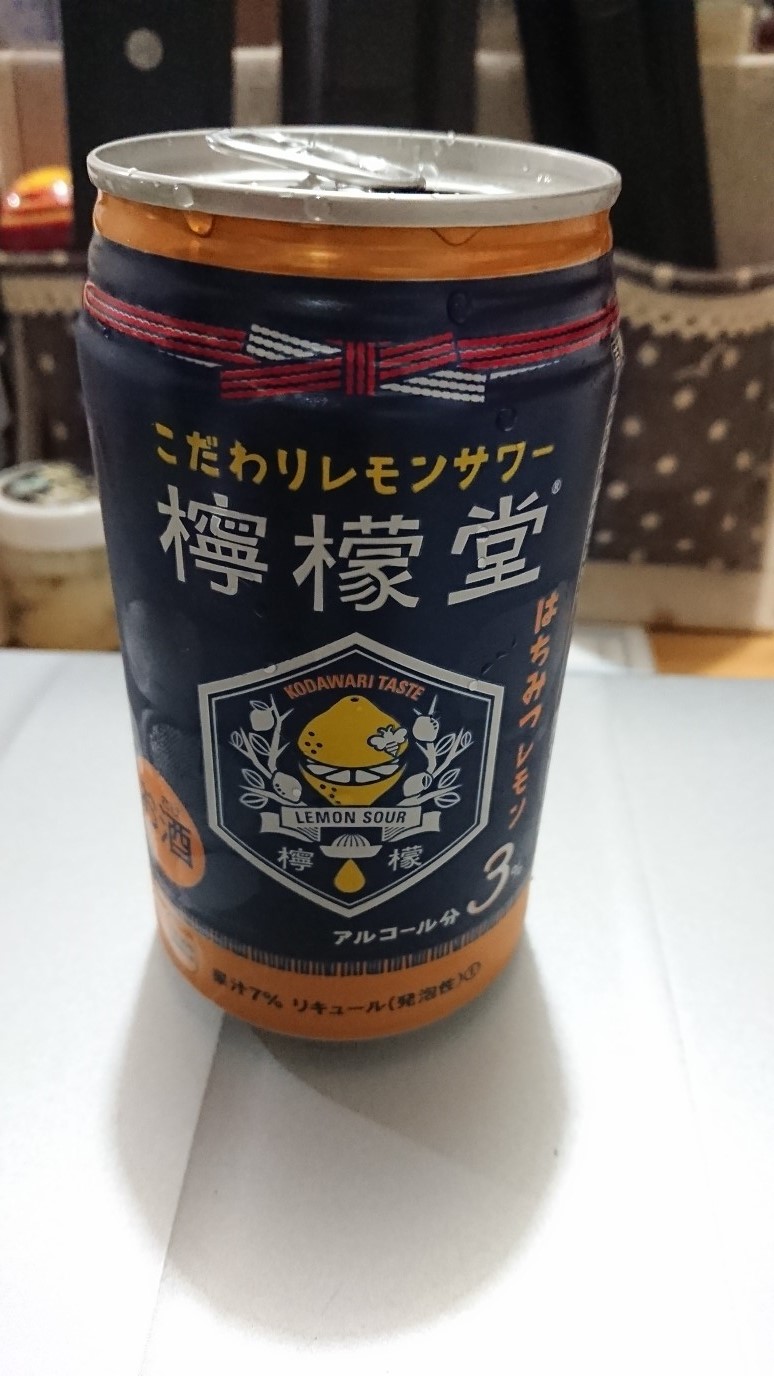 こだわりレモンサワー
檸檬堂®
はちみつレモン
KODAWARI TASTE
LEMON SOUR
檸檬
お酒
アルコール分3%
果汁7% リキュール(発泡性)①